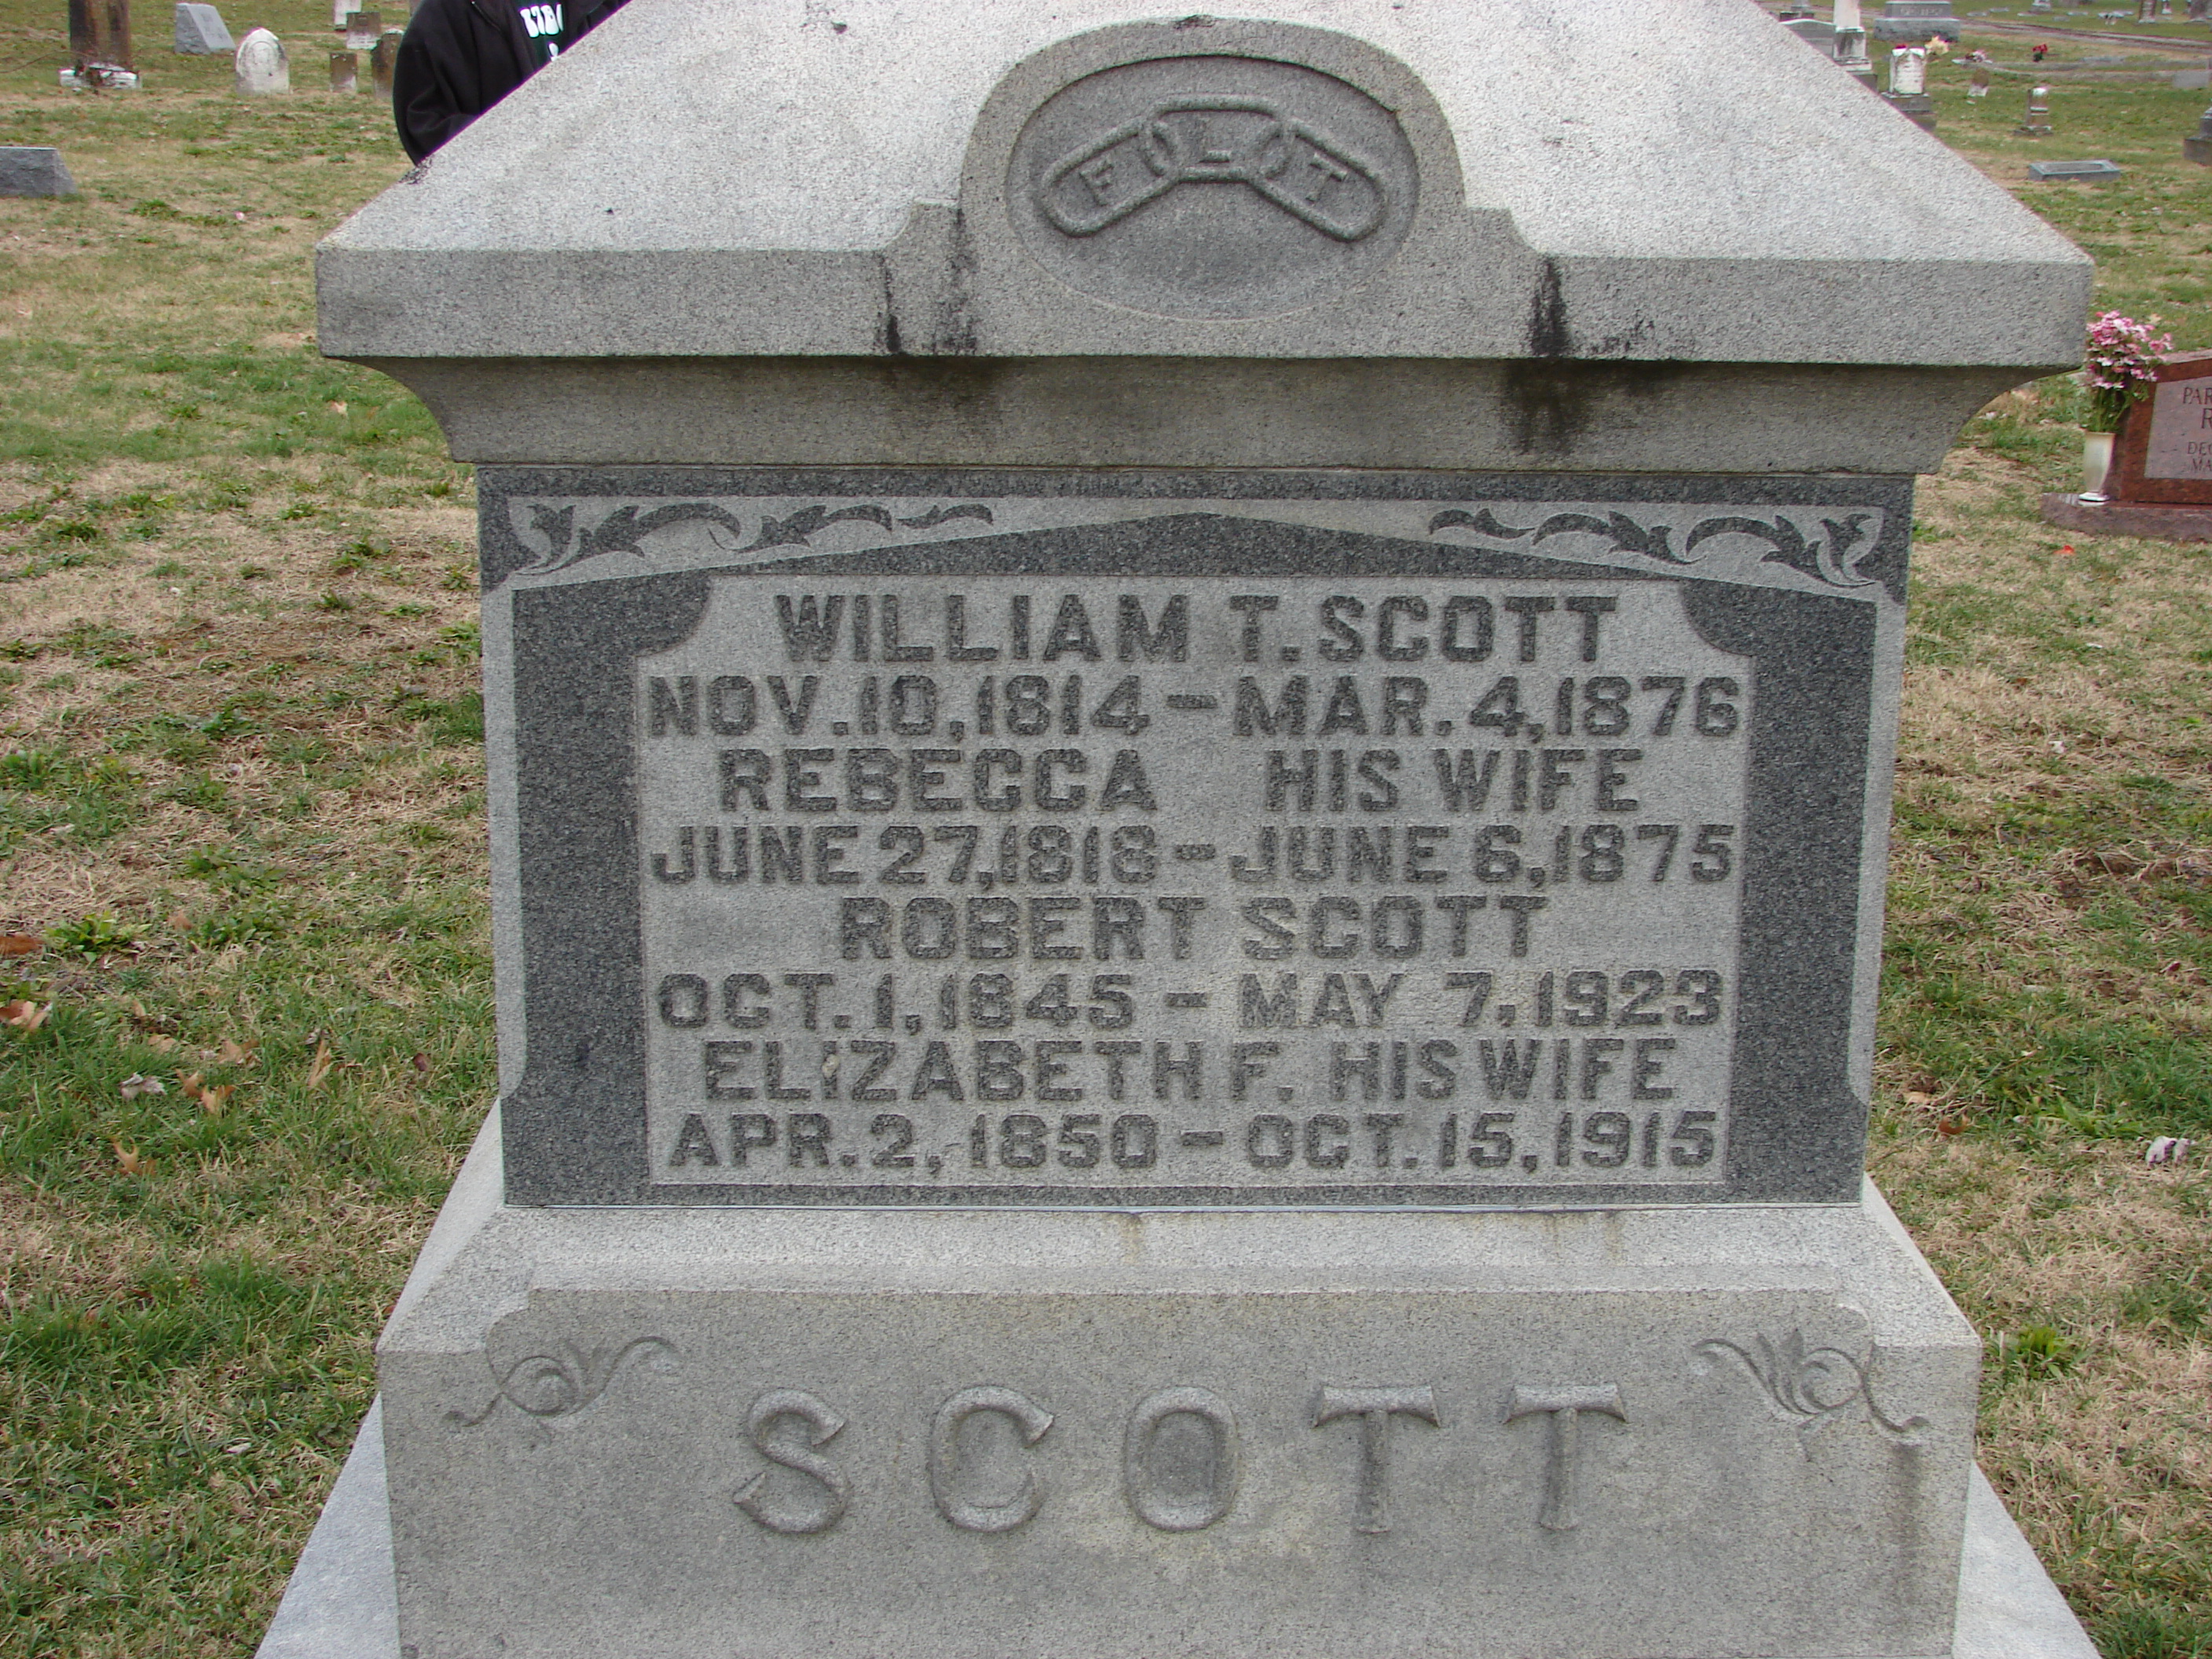 F L T
WILLIAM T. SCOTT
NOV. 10, 1814 - MAR. 4, 1876
REBECCA HIS WIFE
JUNE 27, 1818 - JUNE 6, 1875
ROBERT SCOTT
OCT. 1, 1845 - MAY 7, 1923
ELIZABETH F. HIS WIFE
APR. 2, 1850 - OCT. 15, 1915
SCOTT